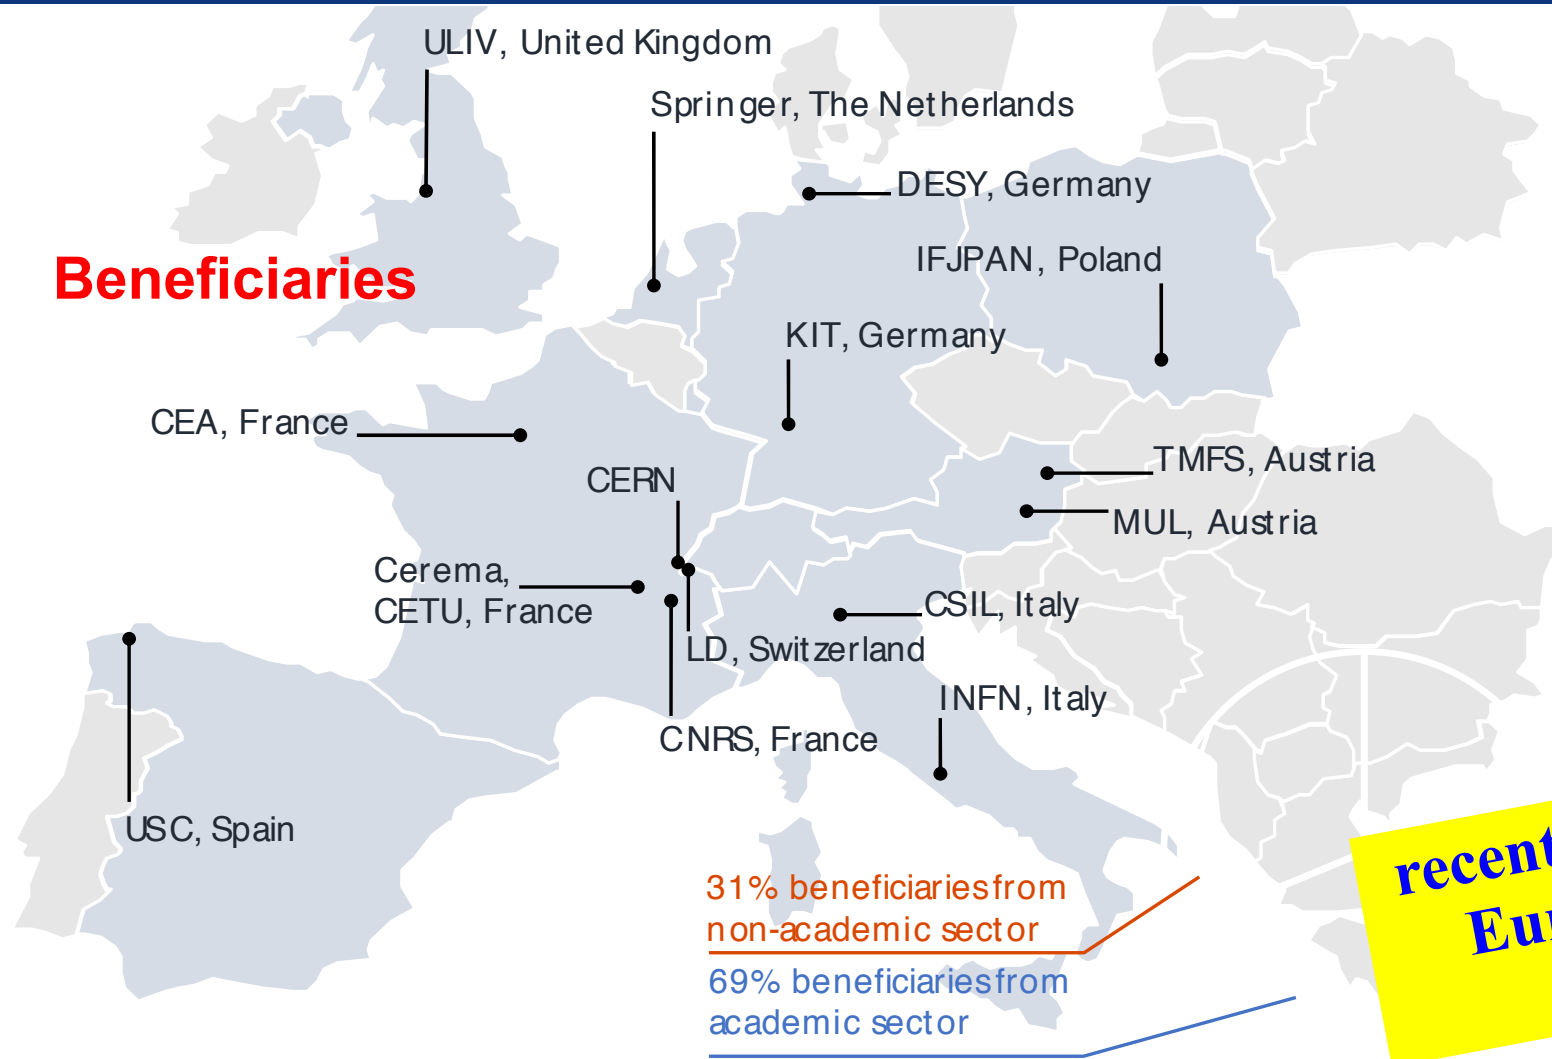 ULIV, United Kingdom
Springer, The Netherlands
DESY, Germany
IFJPAN, Poland
Beneficiaries
KIT, Germany
CEA, France
TMFS, Austria
CERN
MUL, Austria
Cerema,
CETU, France
CSIL, Italy
LD, Switzerland
INFN, Italy
CNRS, France
USC, Spain
31% beneficiaries from
non-academic sector
69% beneficiaries from
academic sector